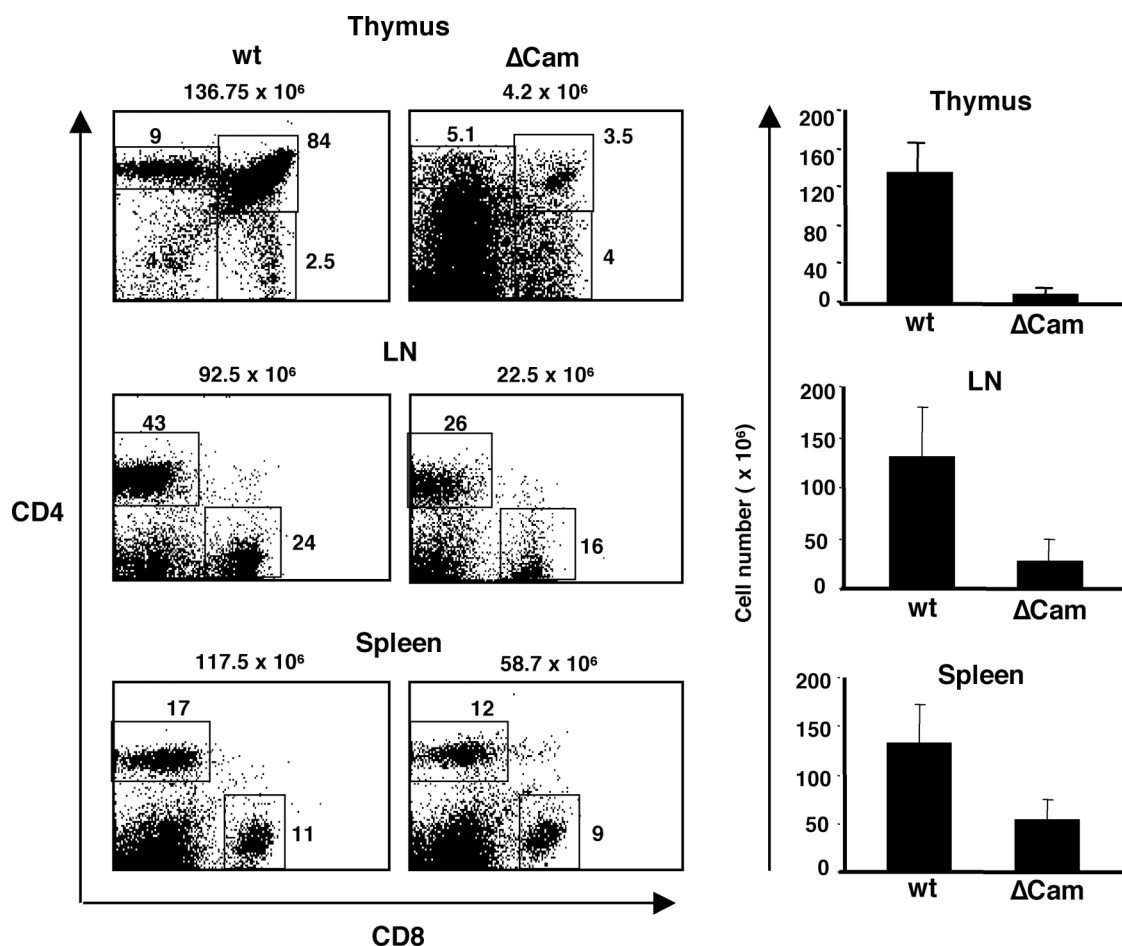 Thymus
wt ΔCam
136.75 x 10⁶ 4.2 x 10⁶
9 84
4.5 2.5
5.1 3.5
4
LN
92.5 x 10⁶ 22.5 x 10⁶
43
24
26
16
Spleen
117.5 x 10⁶ 58.7 x 10⁶
17
11
12
9
CD4
CD8
Cell number ( x 10⁶)
Thymus
200
160
120
80
40
0
wt ΔCam
LN
200
150
100
50
0
wt ΔCam
Spleen
200
150
100
50
0
wt ΔCam